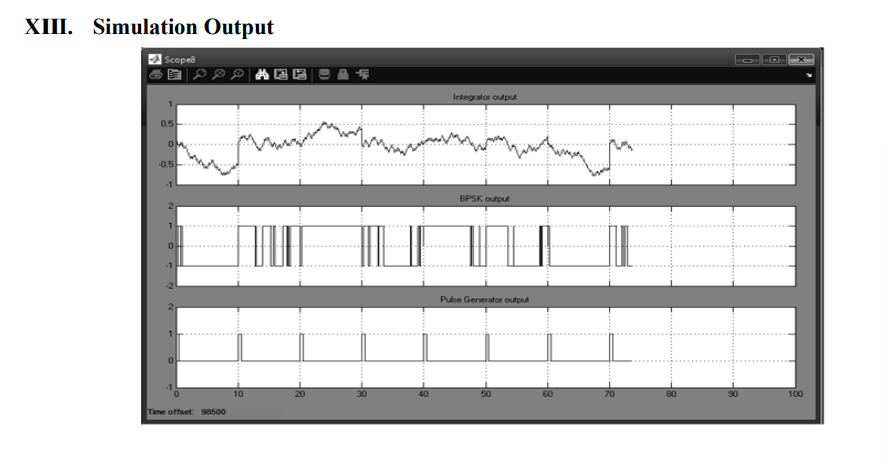 XIII. Simulation Output
Scope8
Integrator output
1
0.5
0
-0.5
-1
BPSK output
2
1
0
-1
-2
Pulse Generator output
2
1
0
-1
0 10 20 30 40 50 60 70 80 90 100
Time offset: 98500